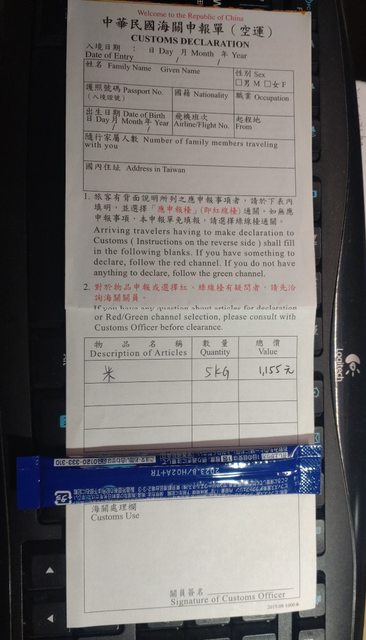 Welcome to the Republic of China
中華民國海關申報單（空運）
CUSTOMS DECLARATION
入境日期 ： 日 Day 月 Month 年 Year
Date of Entry / /
姓名 Family Name Given Name
性別 Sex
□男 M □女 F
護照號碼 Passport No.
（入境證號）
國籍 Nationality
職業 Occupation
出生日期 Date of Birth
日 Day 月 Month 年 Year
/ /
飛機班次
Airline/Flight No.
起程地
From
隨行家屬人數 Number of family members traveling
with you
國內住址 Address in Taiwan
1. 旅客有背面說明所列之應申報事項者，請於下表內
填明，並選擇「應申報檯」(即紅線檯) 通關。如無應
申報事項，本申報單免填報，請選擇綠線檯通關。
Arriving travelers having to make declaration to
Customs ( Instructions on the reverse side ) shall fill
in the following blanks. If you have something to
declare, follow the red channel. If you do not have
anything to declare, follow the green channel.
2. 對於物品申報或選擇紅、綠線檯有疑問者，請先洽
詢海關關員。
If you have any question about articles for declaration
or Red/Green channel selection, please consult with
Customs Officer before clearance.
物品名稱
Description of Articles
數量
Quantity
總價
Value
米 5KG 1,155元
2023.8/H02A+TR
海關處理欄
Customs Use
關員簽名
Signature of Customs Officer
Logitech